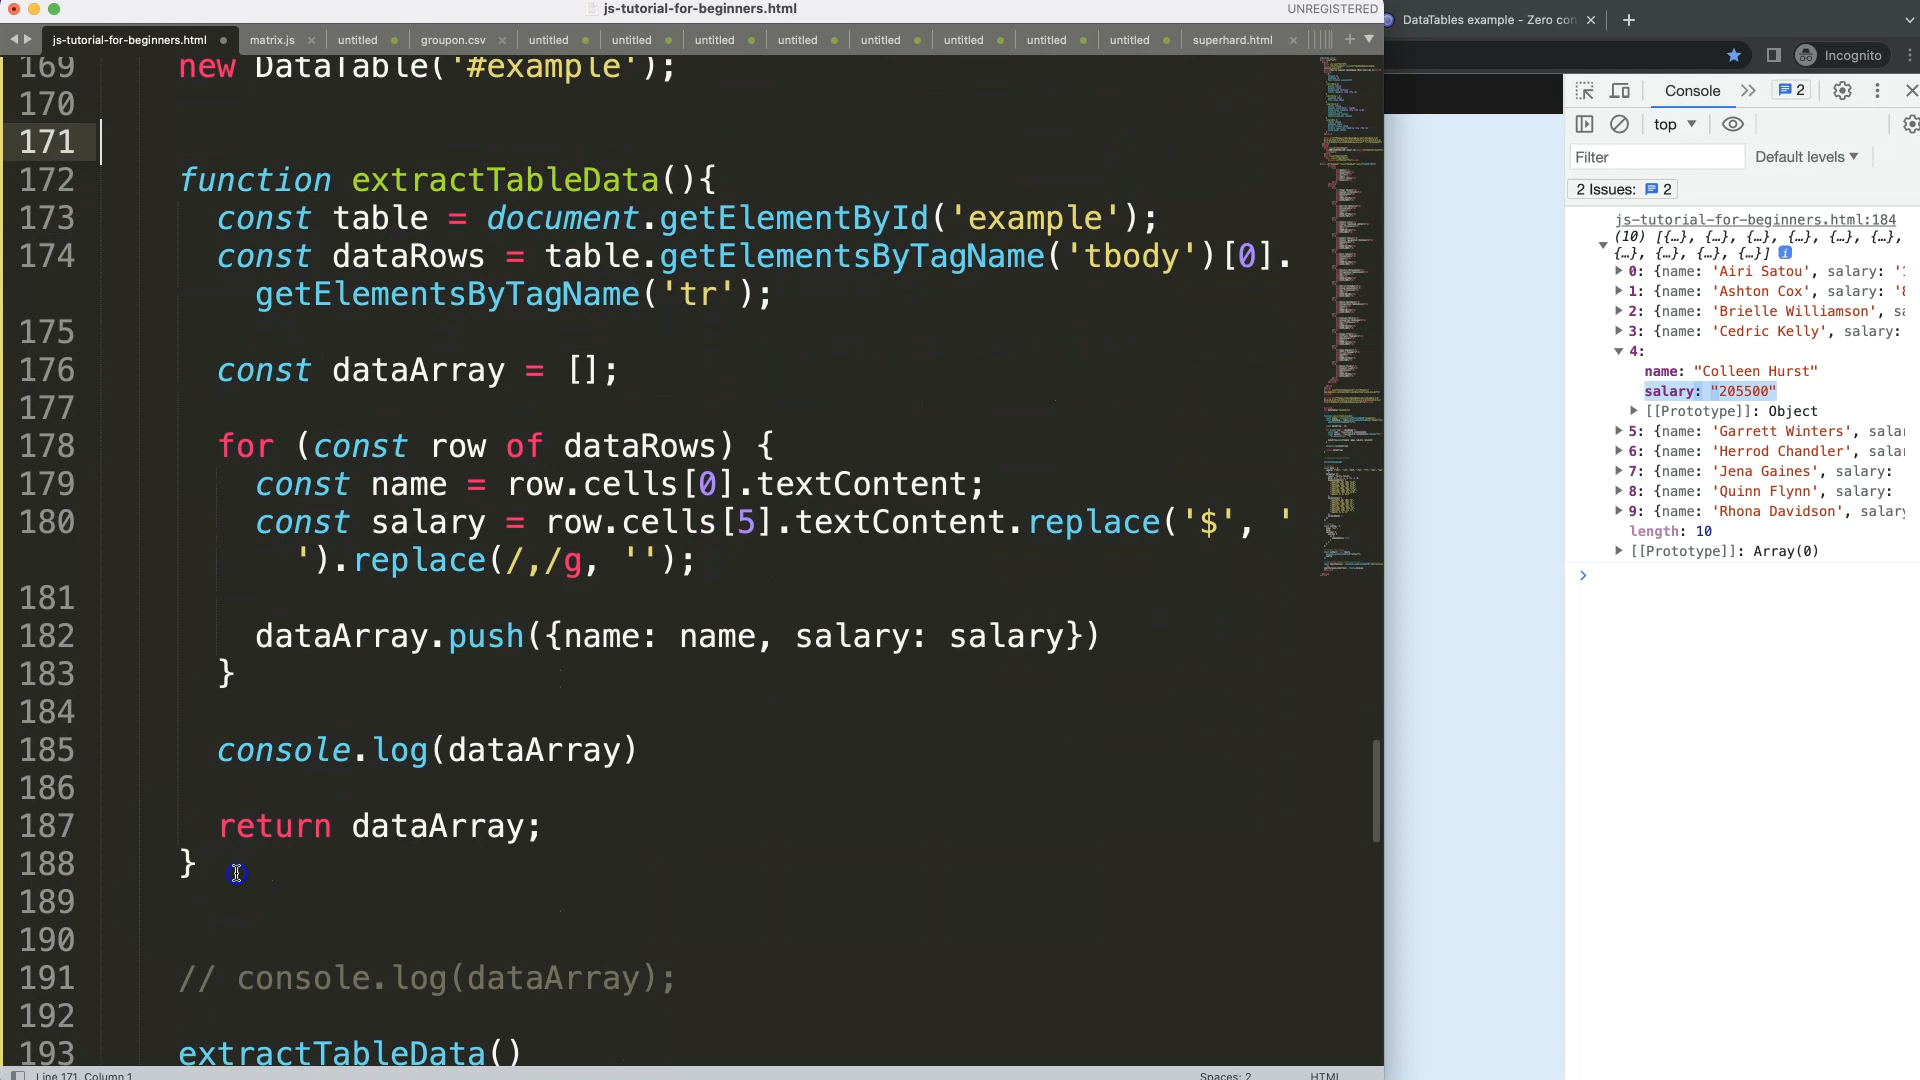 js-tutorial-for-beginners.html
UNREGISTERED
DataTables example - Zero con
js-tutorial-for-beginners.html
matrix.js
untitled
groupon.csv
untitled
untitled
untitled
untitled
untitled
untitled
untitled
untitled
superhard.html
Incognito
169 new DataTable('#example');
170
171
172 function extractTableData(){
173 const table = document.getElementById('example');
174 const dataRows = table.getElementsByTagName('tbody')[0].
getElementsByTagName('tr');
175
176 const dataArray = [];
177
178 for (const row of dataRows) {
179 const name = row.cells[0].textContent;
180 const salary = row.cells[5].textContent.replace('$', '
').replace(/,/g, '');
181
182 dataArray.push({name: name, salary: salary})
183 }
184
185 console.log(dataArray)
186
187 return dataArray;
188 }
189
190
191 // console.log(dataArray);
192
193 extractTableData()
Line 171, Column 1
Spaces: 2
HTML
Console
2
top
Filter
Default levels
2 Issues: 2
js-tutorial-for-beginners.html:184
(10) [{…}, {…}, {…}, {…}, {…}, {…},
{…}, {…}, {…}, {…}]
0: {name: 'Airi Satou', salary: '1
1: {name: 'Ashton Cox', salary: '8
2: {name: 'Brielle Williamson', sa
3: {name: 'Cedric Kelly', salary:
4:
name: "Colleen Hurst"
salary: "205500"
[[Prototype]]: Object
5: {name: 'Garrett Winters', salar
6: {name: 'Herrod Chandler', salar
7: {name: 'Jena Gaines', salary:
8: {name: 'Quinn Flynn', salary:
9: {name: 'Rhona Davidson', salary
length: 10
[[Prototype]]: Array(0)